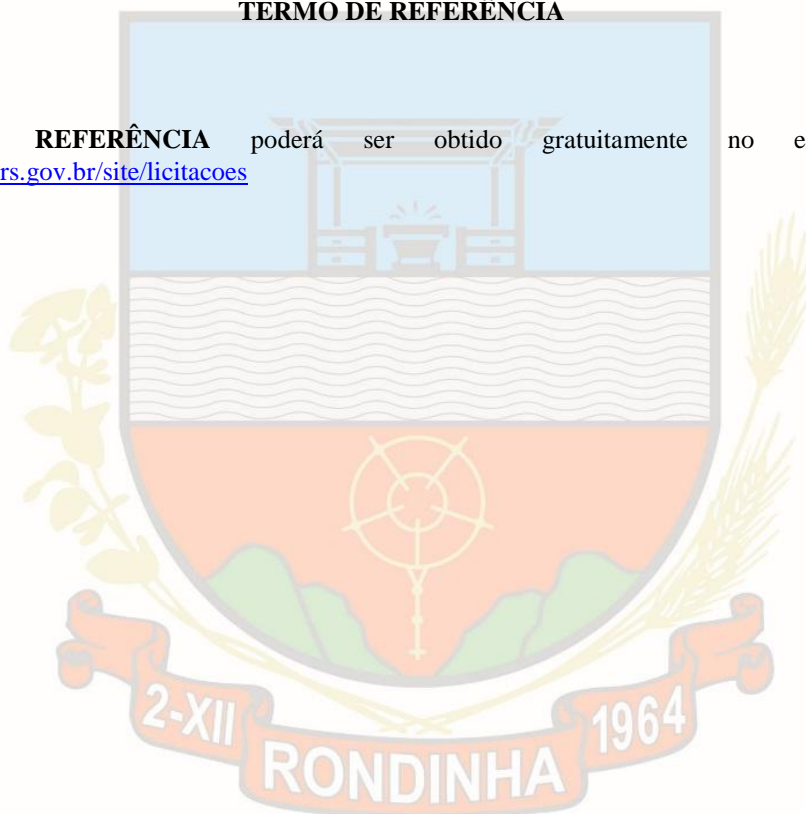 TERMO DE REFERÊNCIA
REFERÊNCIA poderá ser obtido gratuitamente no e
rs.gov.br/site/licitacoes
2-XII
RONDINHA
1964